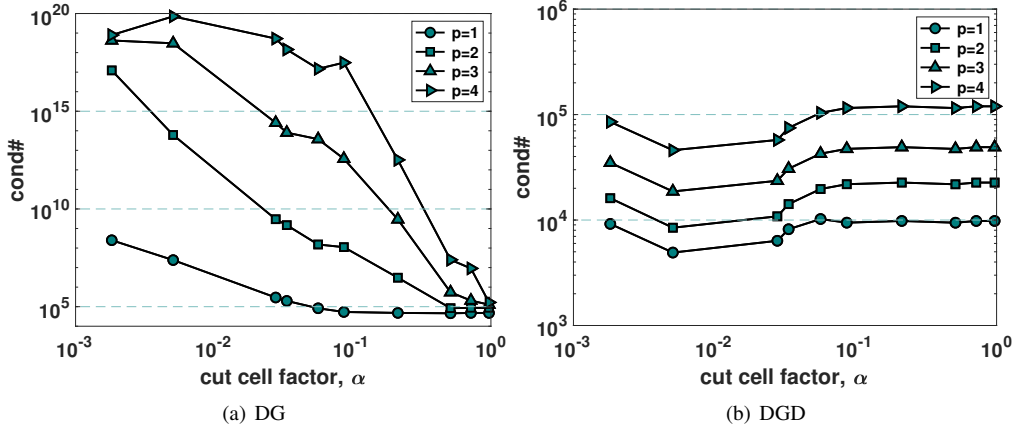 10^20
10^15
10^10
10^5
cond#
10^-3
10^-2
10^-1
10^0
cut cell factor, α
p=1
p=2
p=3
p=4
(a) DG
10^6
10^5
10^4
10^3
cond#
10^-3
10^-2
10^-1
10^0
cut cell factor, α
p=1
p=2
p=3
p=4
(b) DGD